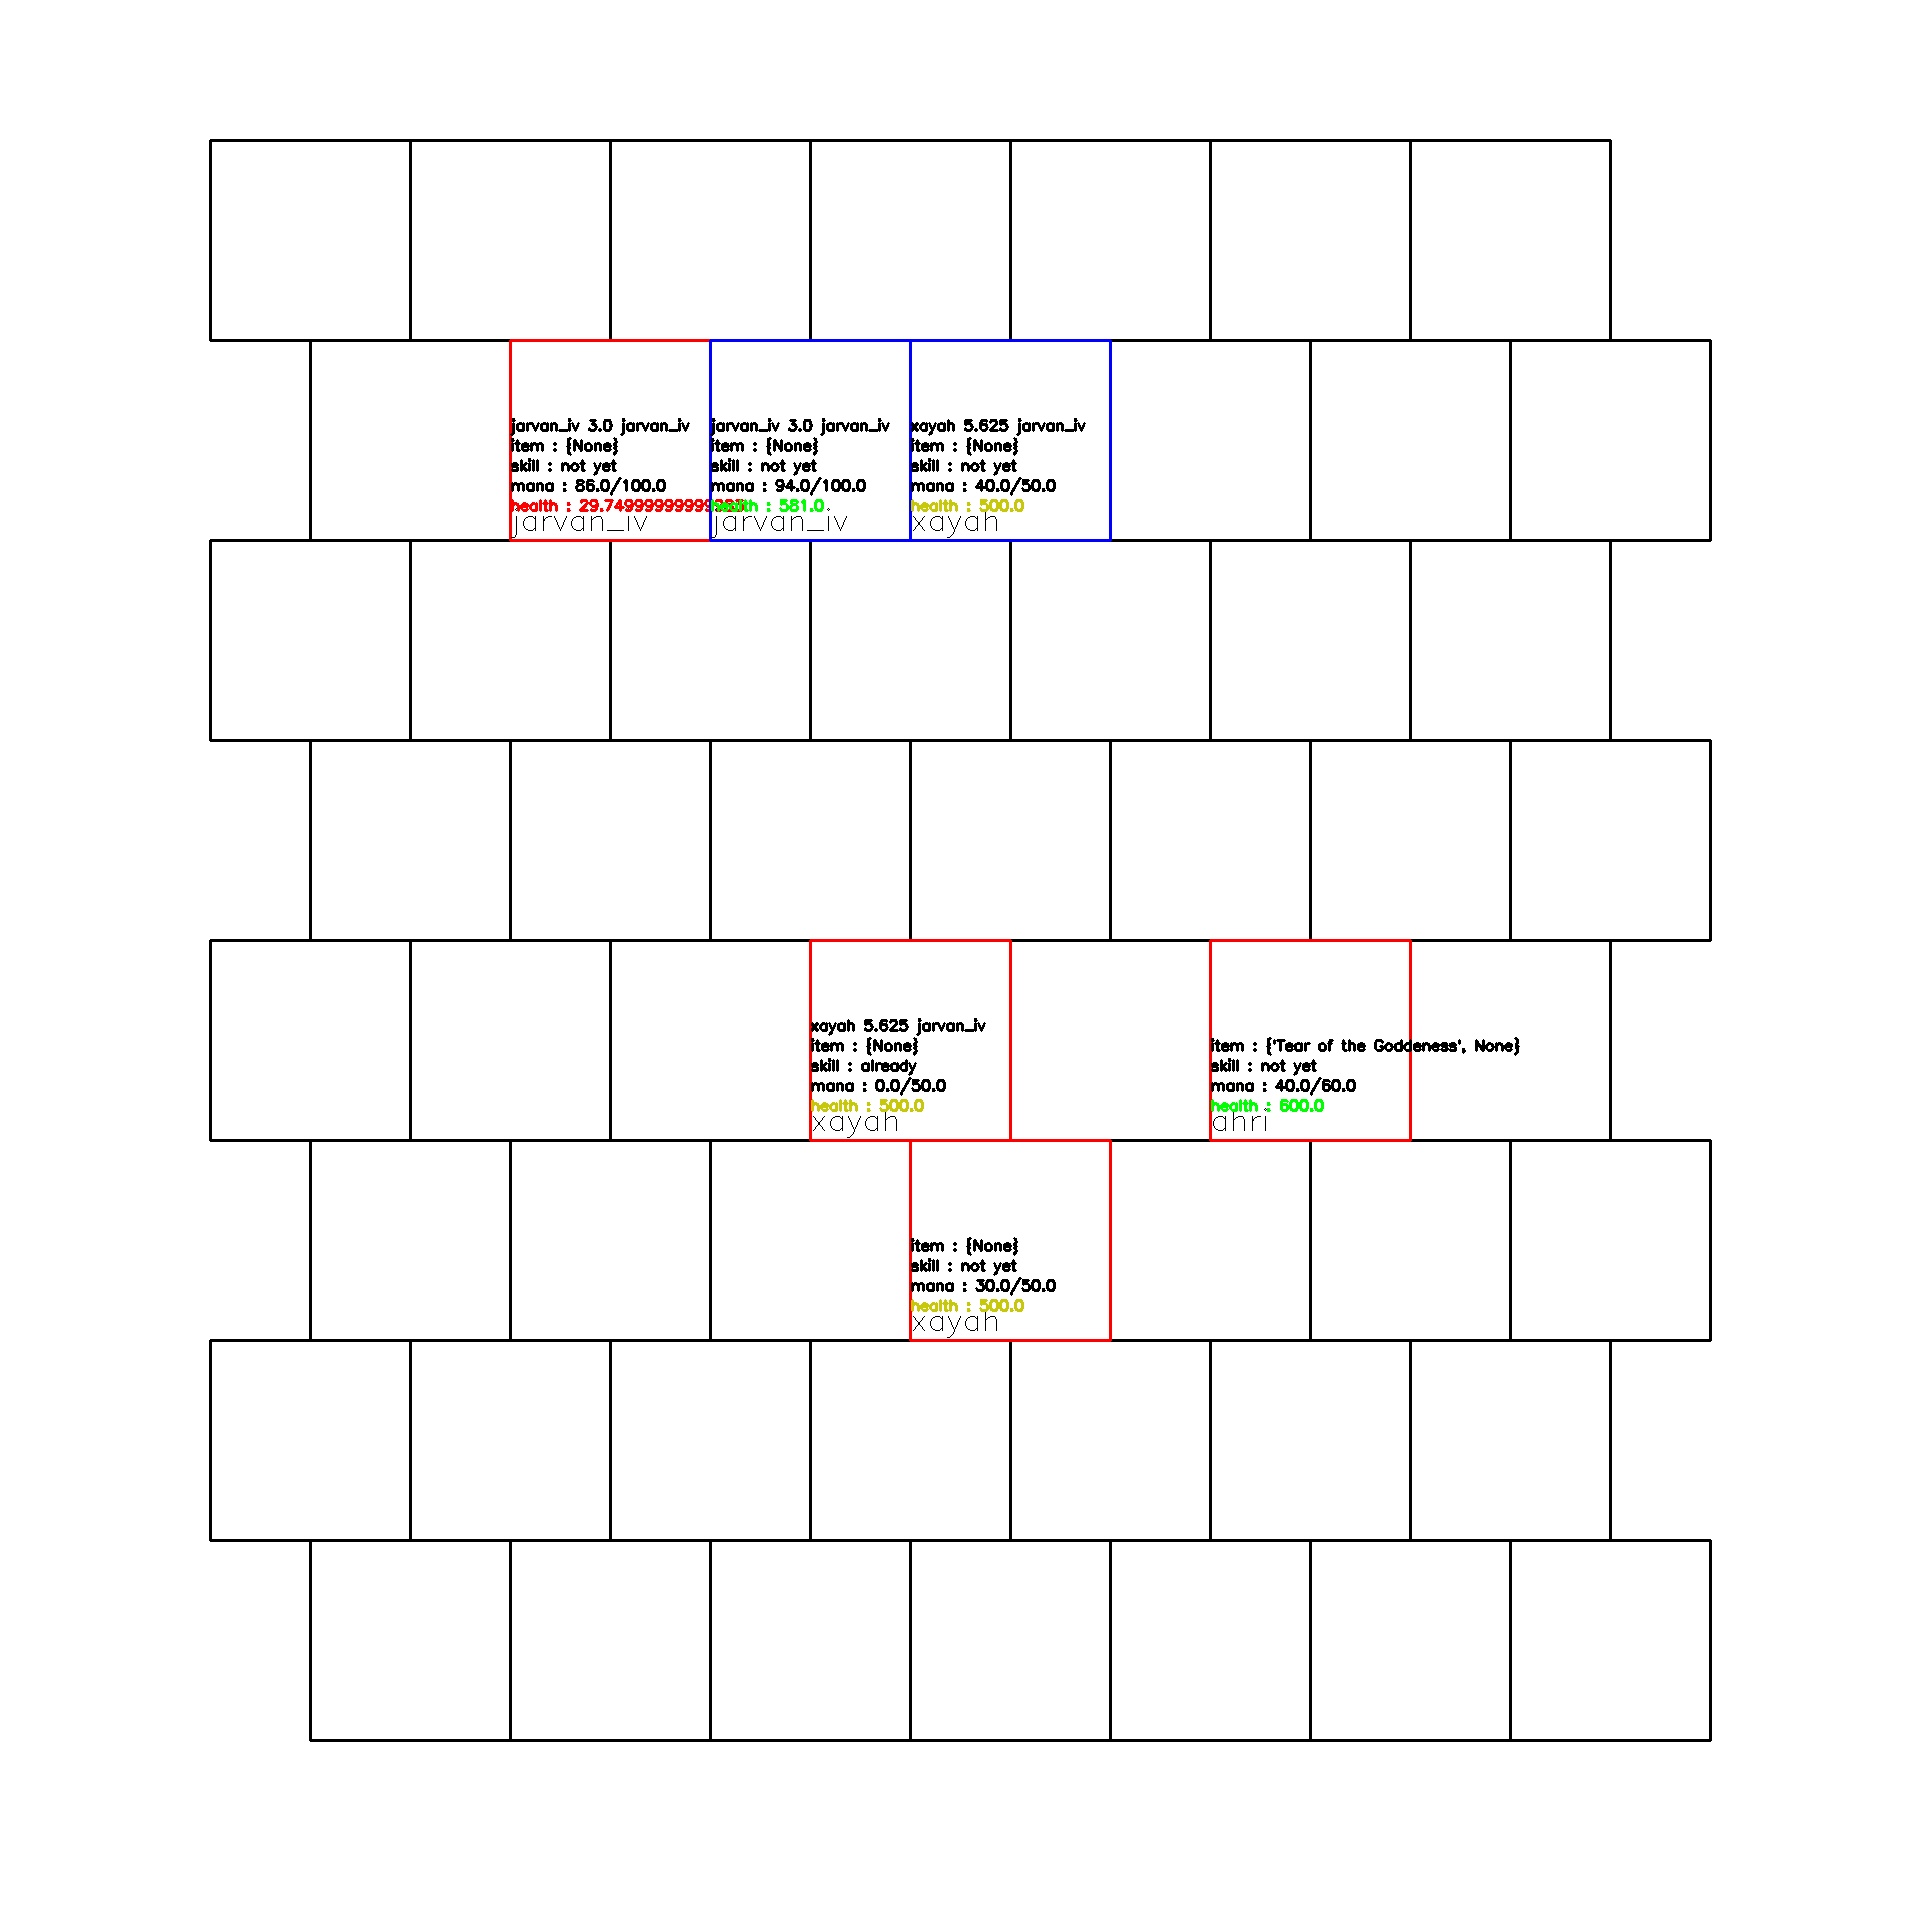 jarvan_iv 3.0 jarvan_iv
item : {None}
skill : not yet
mana : 86.0/100.0
health :
jarvan_iv
jarvan_iv 3.0 jarvan_iv
item : {None}
skill : not yet
mana : 94.0/100.0
health : 581.0
jarvan_iv
xayah 5.625 jarvan_iv
item : {None}
skill : not yet
mana : 40.0/50.0
health : 500.0
xayah
xayah 5.625 jarvan_iv
item : {None}
skill : already
mana : 0.0/50.0
health : 500.0
xayah
item : {'Tear of the Goddeness', None}
skill : not yet
mana : 40.0/60.0
health : 600.0
ahri
item : {None}
skill : not yet
mana : 30.0/50.0
health : 500.0
xayah